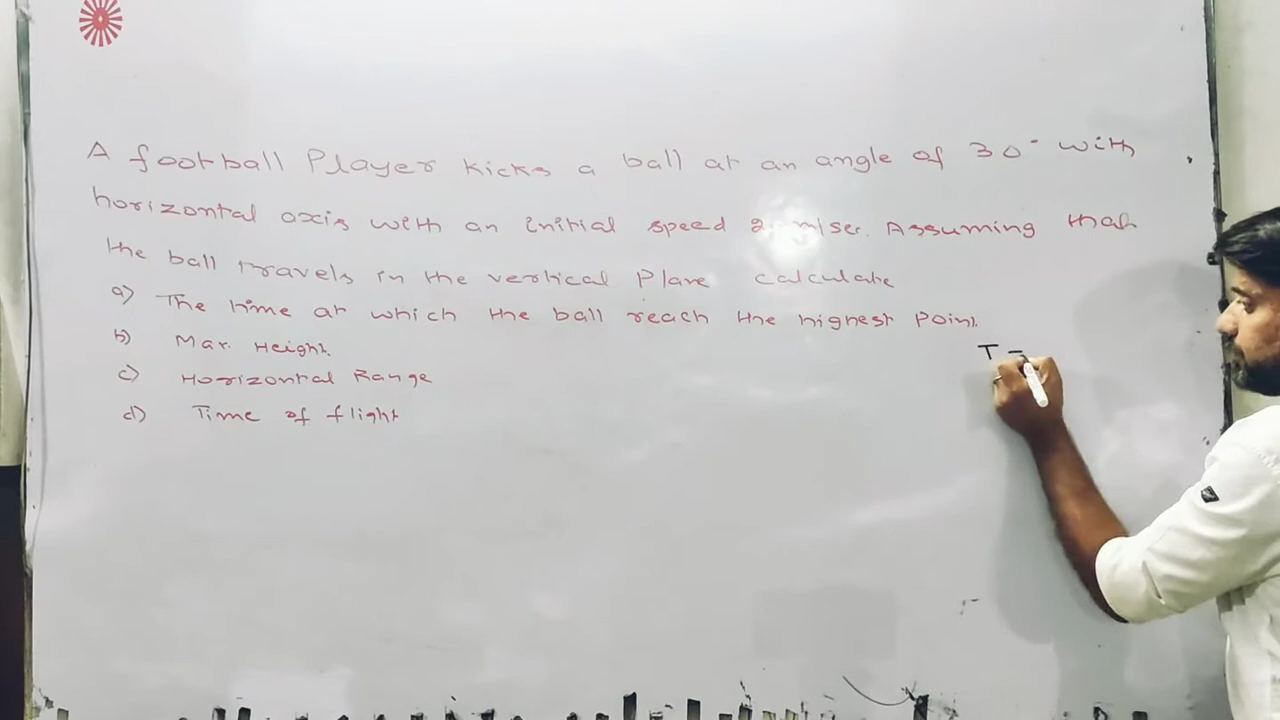 A football Player Kicks a ball at an angle of 30° with
horizontal axis with an initial speed m/sec. Assuming that
the ball travels in the vertical Plane calculate
a) The time at which the ball reach the highest Point.
b) Max. Height.
c) Horizontal Range
d) Time of flight
T =